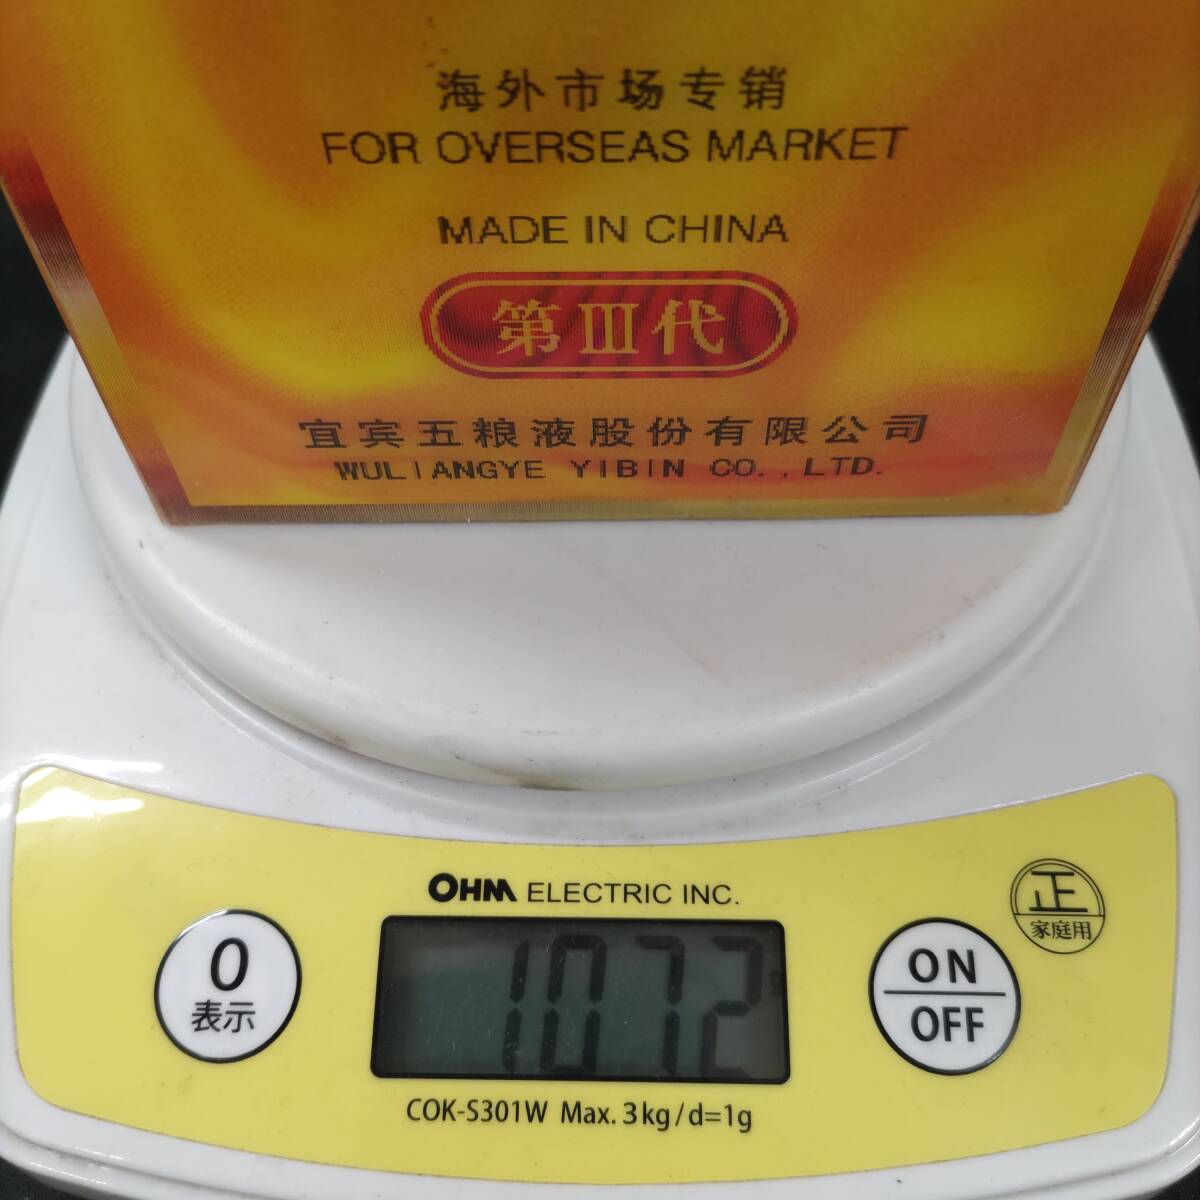 海外市场专销
FOR OVERSEAS MARKET
MADE IN CHINA
第III代
宜宾五粮液股份有限公司
WULIANGYE YIBIN CO.,LTD.
OHM ELECTRIC INC.
正
家庭用
0
表示
1072
g
ON
OFF
COK-S301W Max. 3kg/d=1g